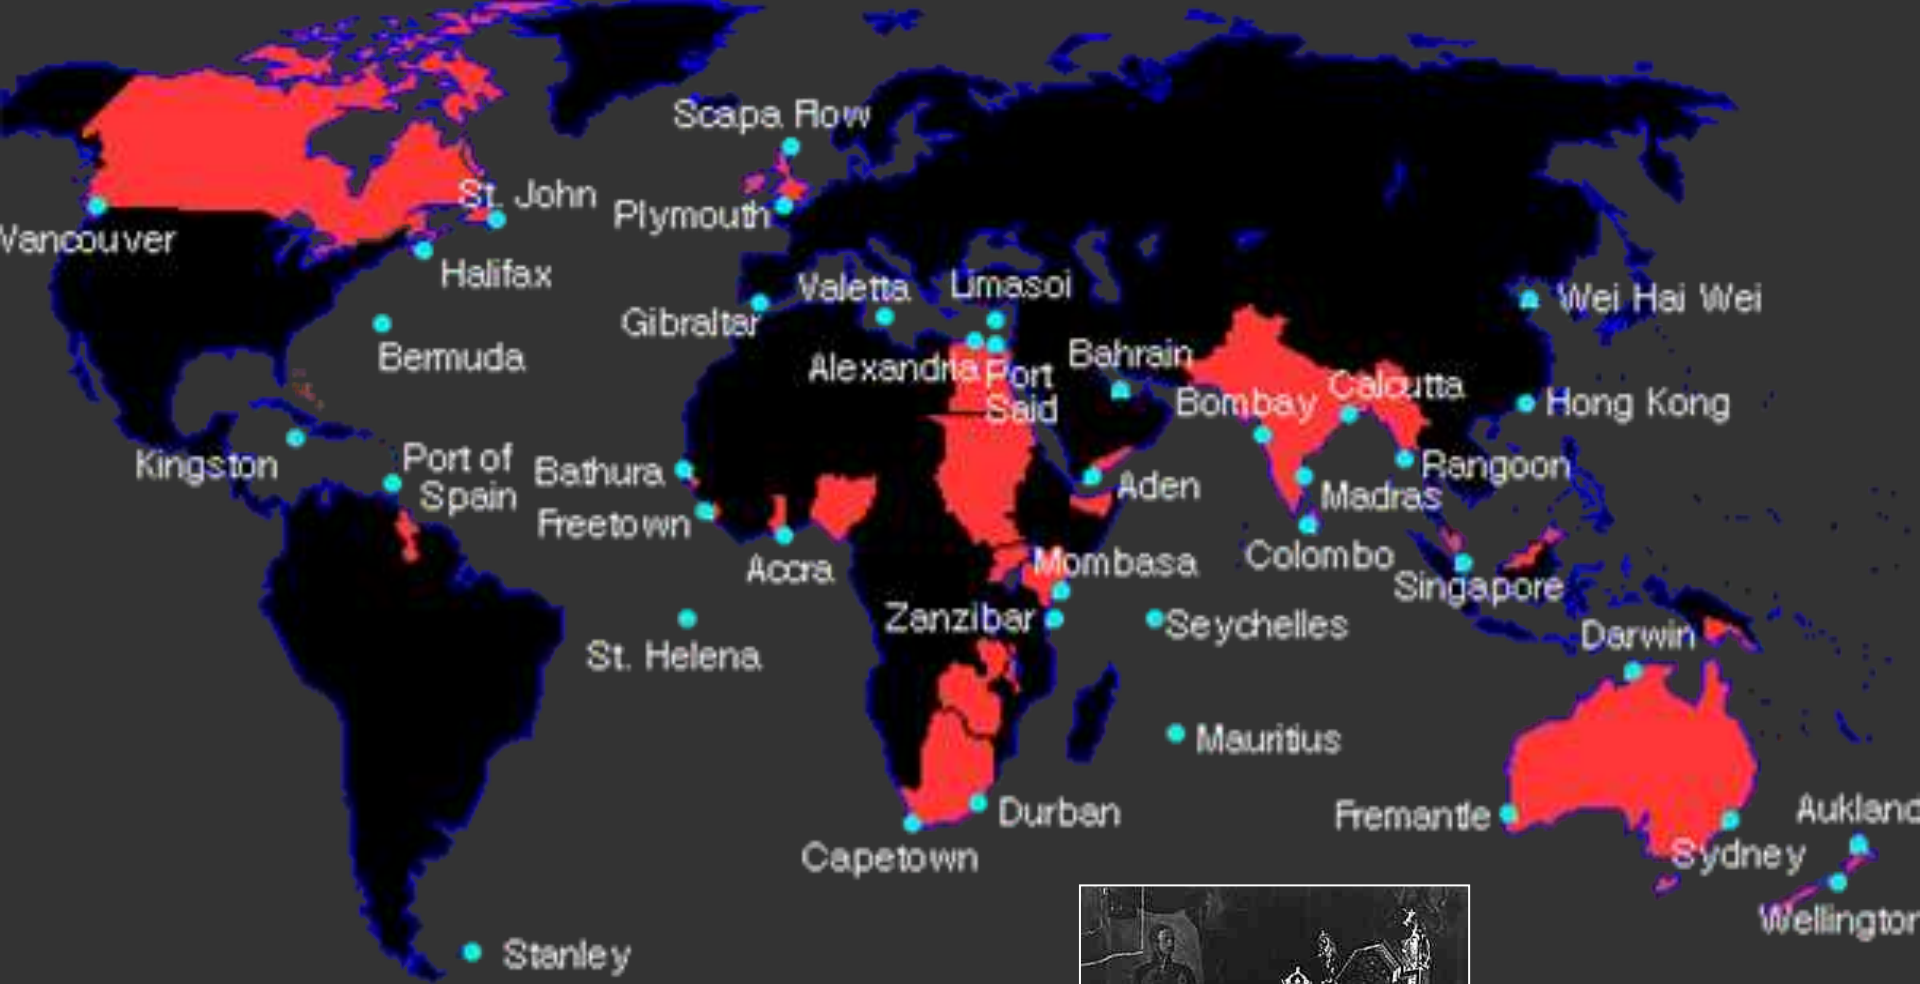 Scapa Row
St. John
Plymouth
Vancouver
Halifax
Valetta
Limasoi
Gibraltar
Wei Hai Wei
Bermuda
Alexandria
Port
Said
Bahrain
Bombay
Calcutta
Hong Kong
Kingston
Port of
Spain
Bathura
Aden
Rangoon
Madras
Freetown
Accra
Mombasa
Colombo
Singapore
Zanzibar
Seychelles
Darwin
St. Helena
Mauritius
Durban
Fremantle
Aukland
Capetown
Sydney
Wellington
Stanley